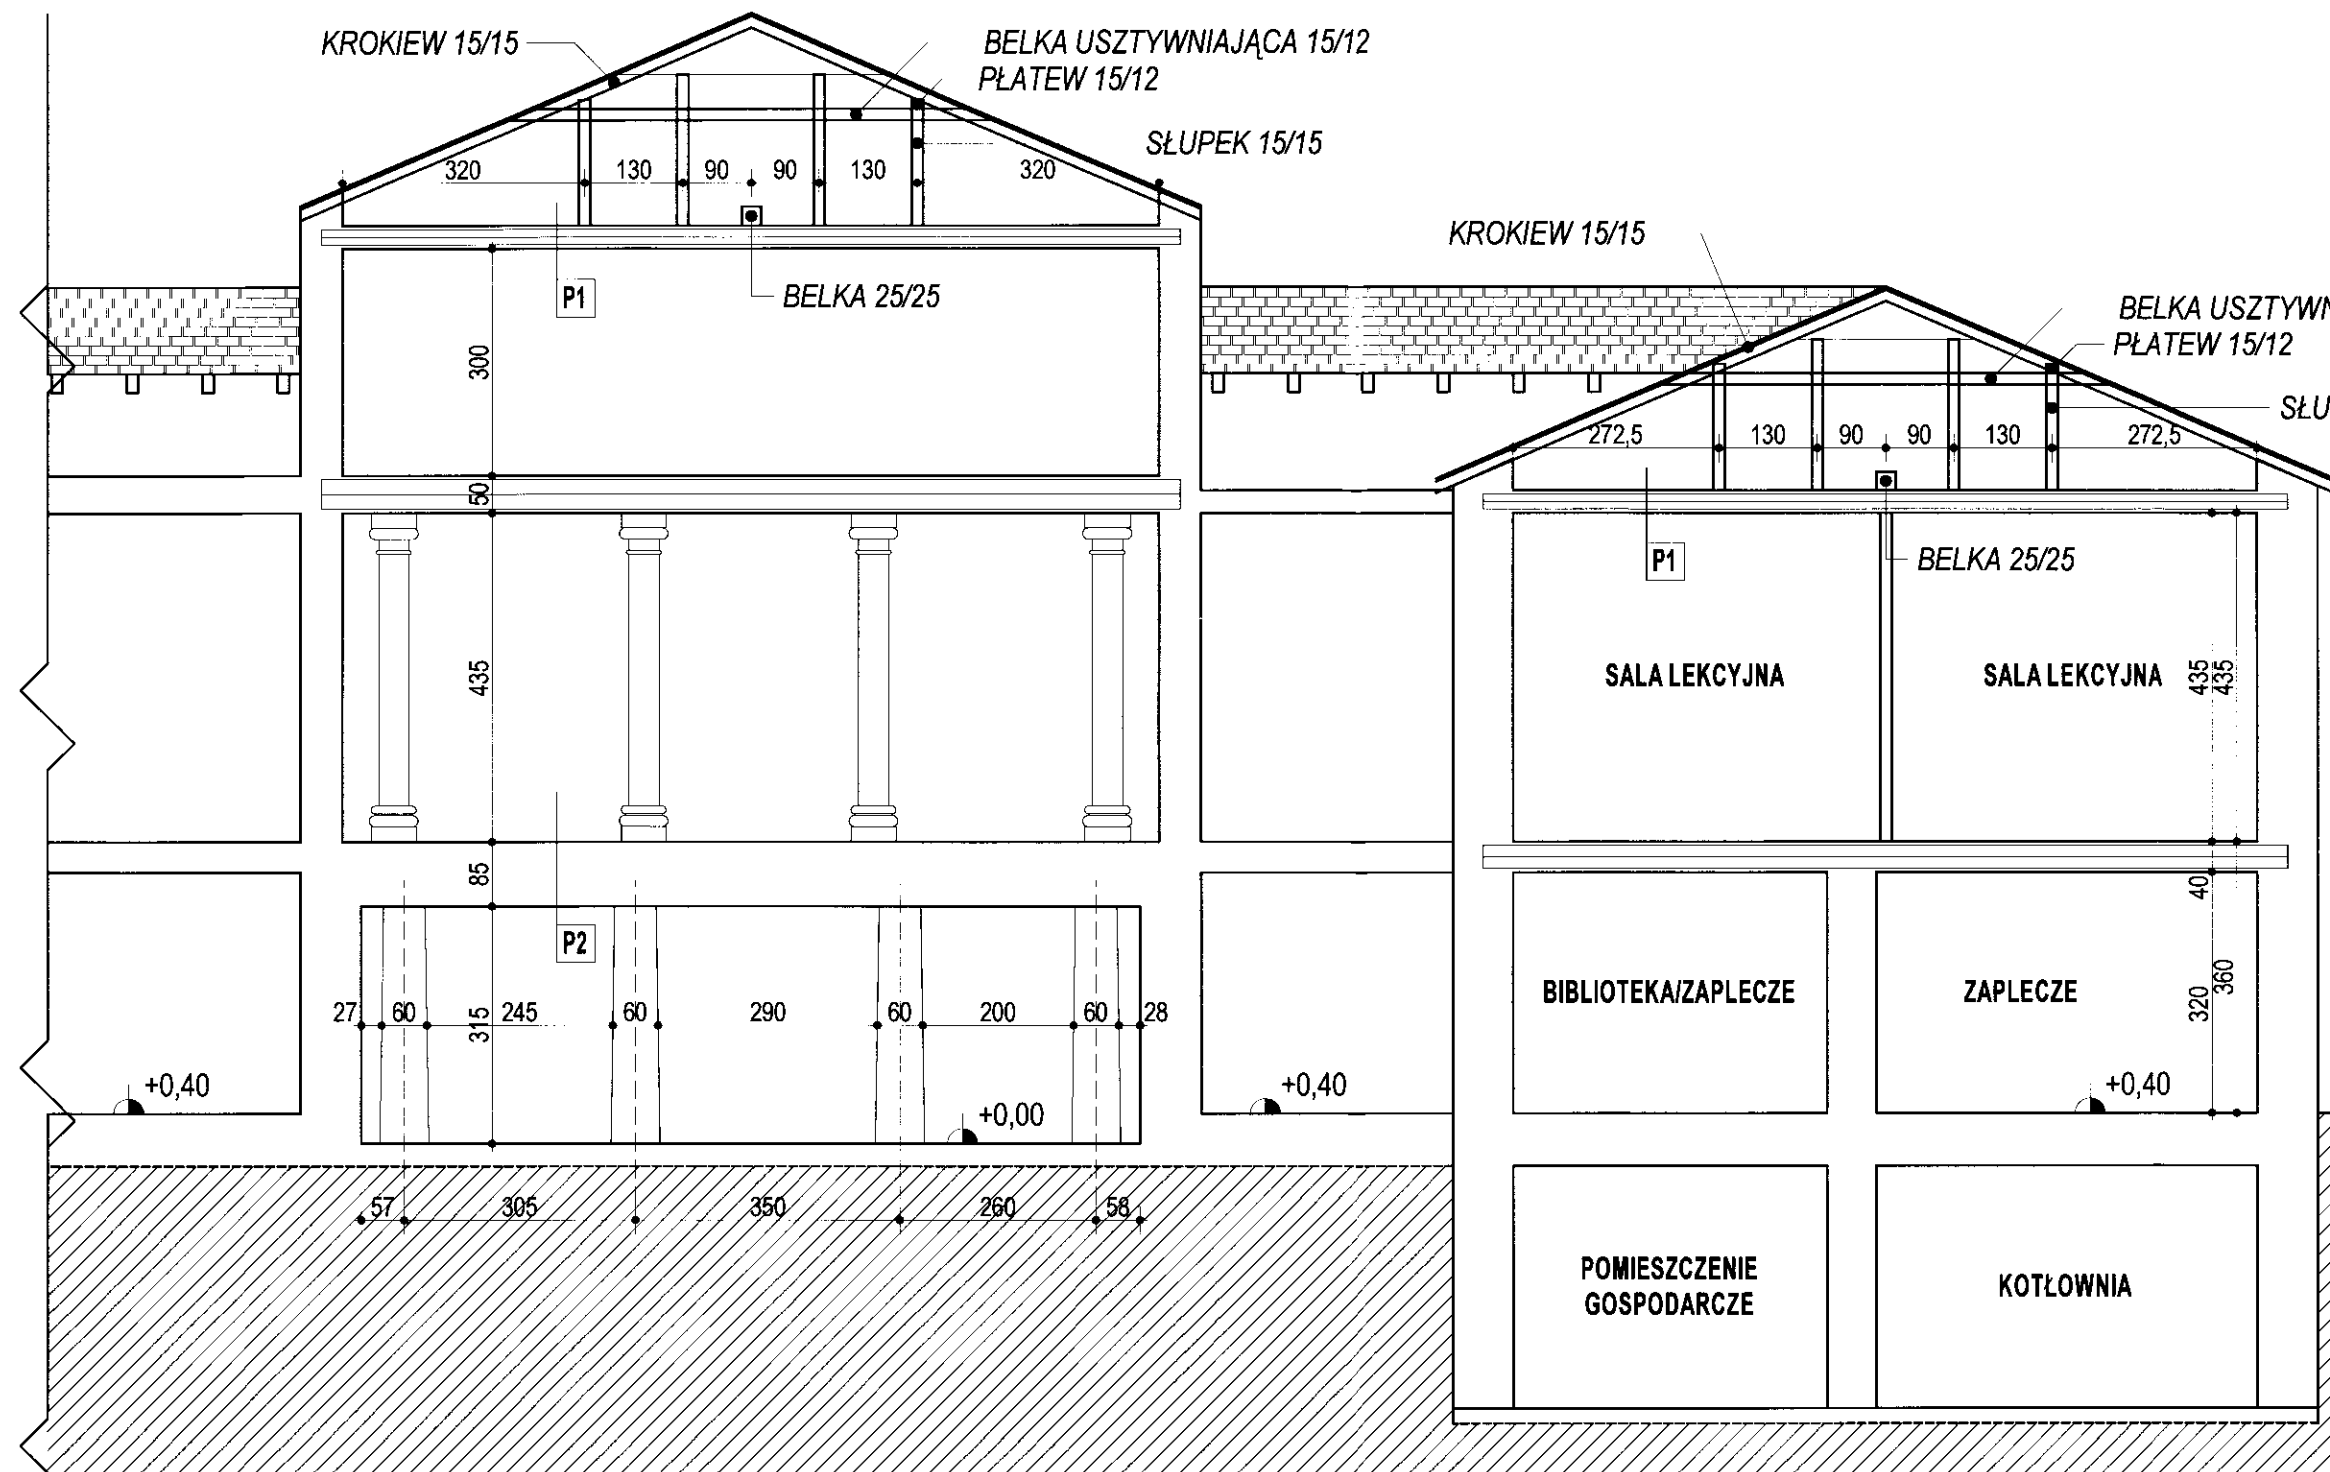 KROKIEW 15/15
BELKA USZTYWNIAJĄCA 15/12
PŁATEW 15/12
SŁUPEK 15/15
320 130 90 90 130 320
P1
BELKA 25/25
KROKIEW 15/15
BELKA USZTYWN
PŁATEW 15/12
SŁU
272,5 130 90 90 130 272,5
P1
BELKA 25/25
300
50
435
85
315
P2
27 60 245 60 290 60 200 60 28
+0,40
+0,00
57 305 350 260 58
+0,40
SALA LEKCYJNA
SALA LEKCYJNA
435
435
40
320
360
BIBLIOTEKA/ZAPLECZE
ZAPLECZE
+0,40
POMIESZCZENIE
GOSPODARCZE
KOTŁOWNIA